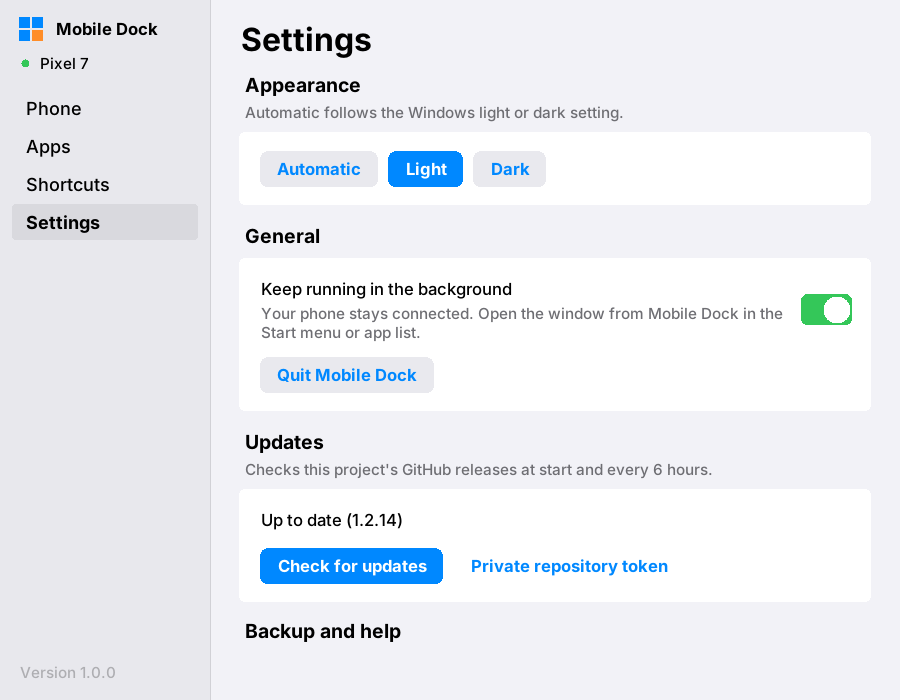 Mobile Dock
Pixel 7
Phone
Apps
Shortcuts
Settings
Version 1.0.0
Settings
Appearance
Automatic follows the Windows light or dark setting.
Automatic Light Dark
General
Keep running in the background
Your phone stays connected. Open the window from Mobile Dock in the
Start menu or app list.
Quit Mobile Dock
Updates
Checks this project's GitHub releases at start and every 6 hours.
Up to date (1.2.14)
Check for updates Private repository token
Backup and help